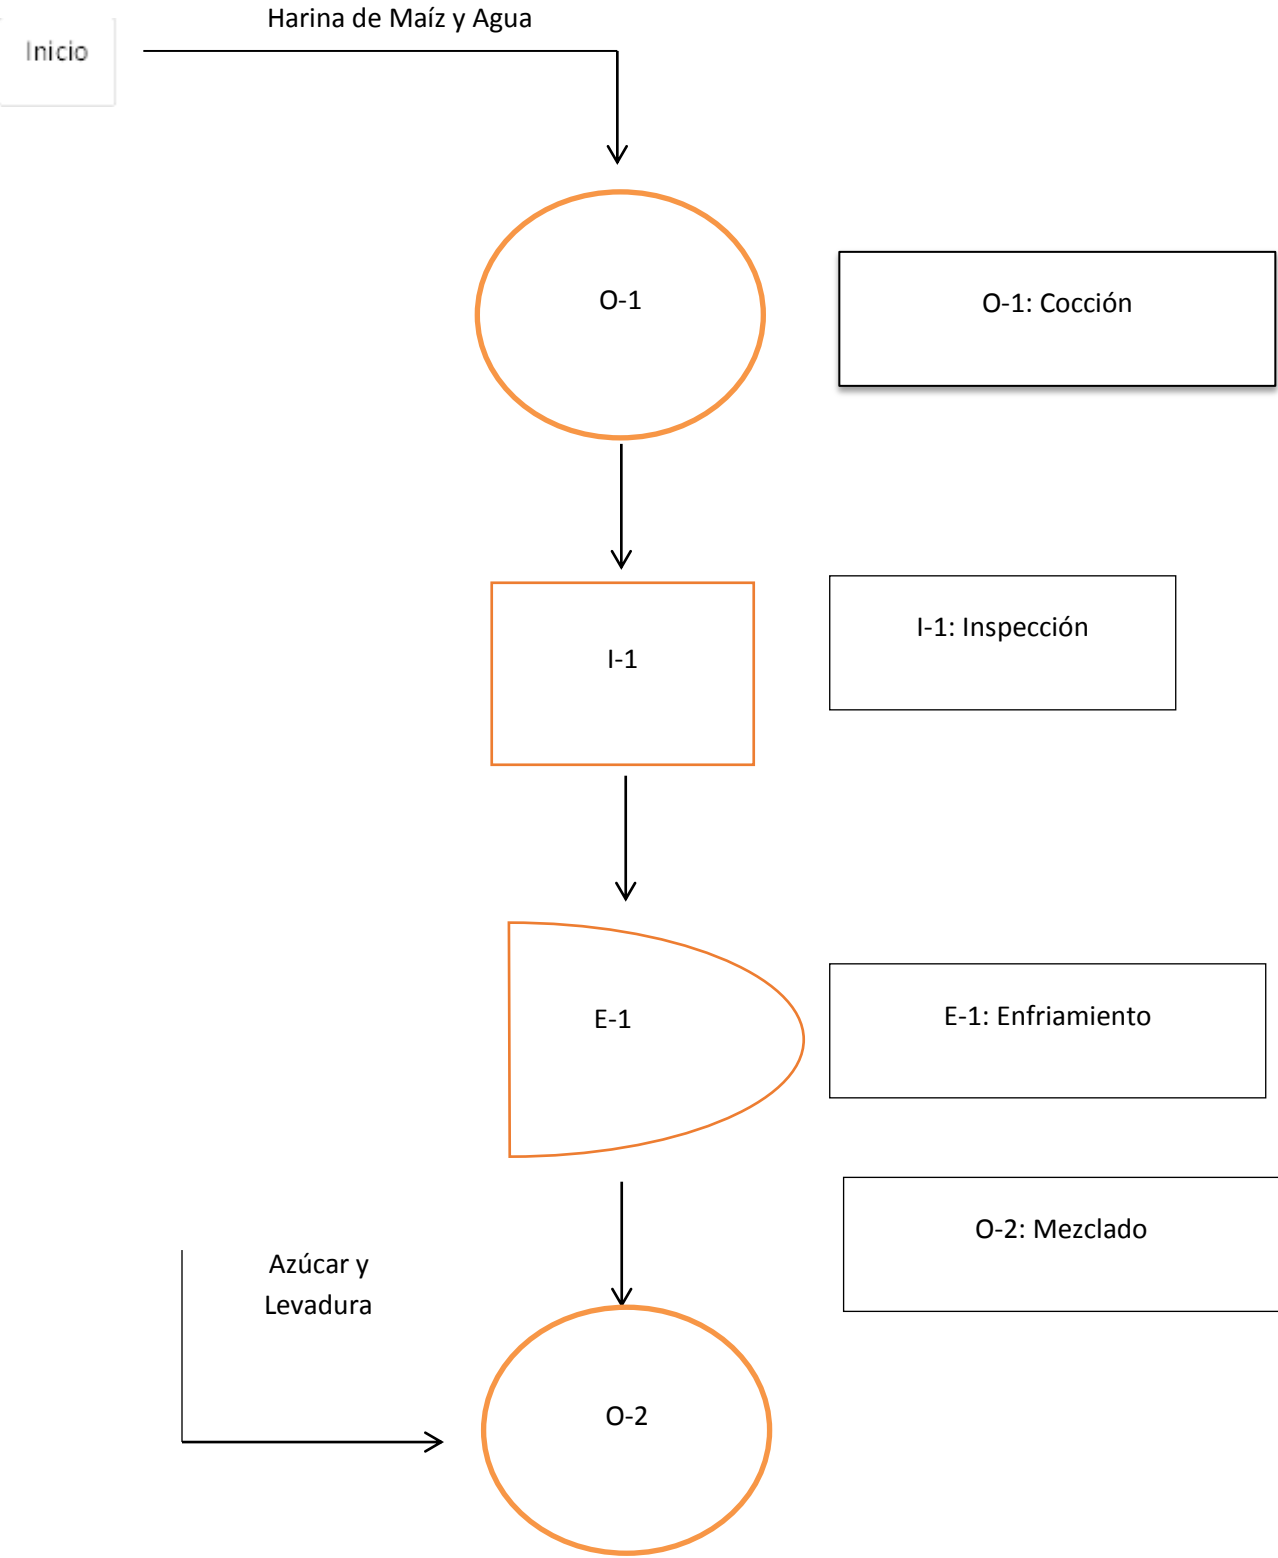 Harina de Maíz y Agua
Inicio
O-1
O-1: Cocción
I-1
I-1: Inspección
E-1
E-1: Enfriamiento
O-2: Mezclado
Azúcar y
Levadura
O-2